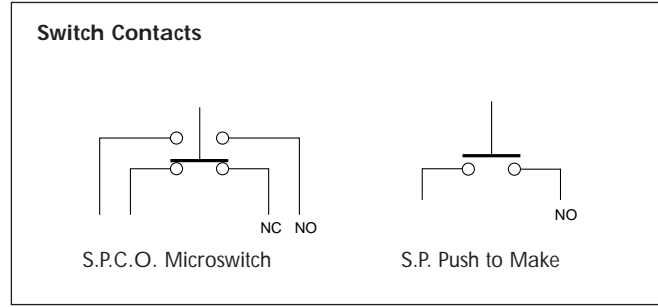 Switch Contacts
NC NO
NO
S.P.C.O. Microswitch
S.P. Push to Make